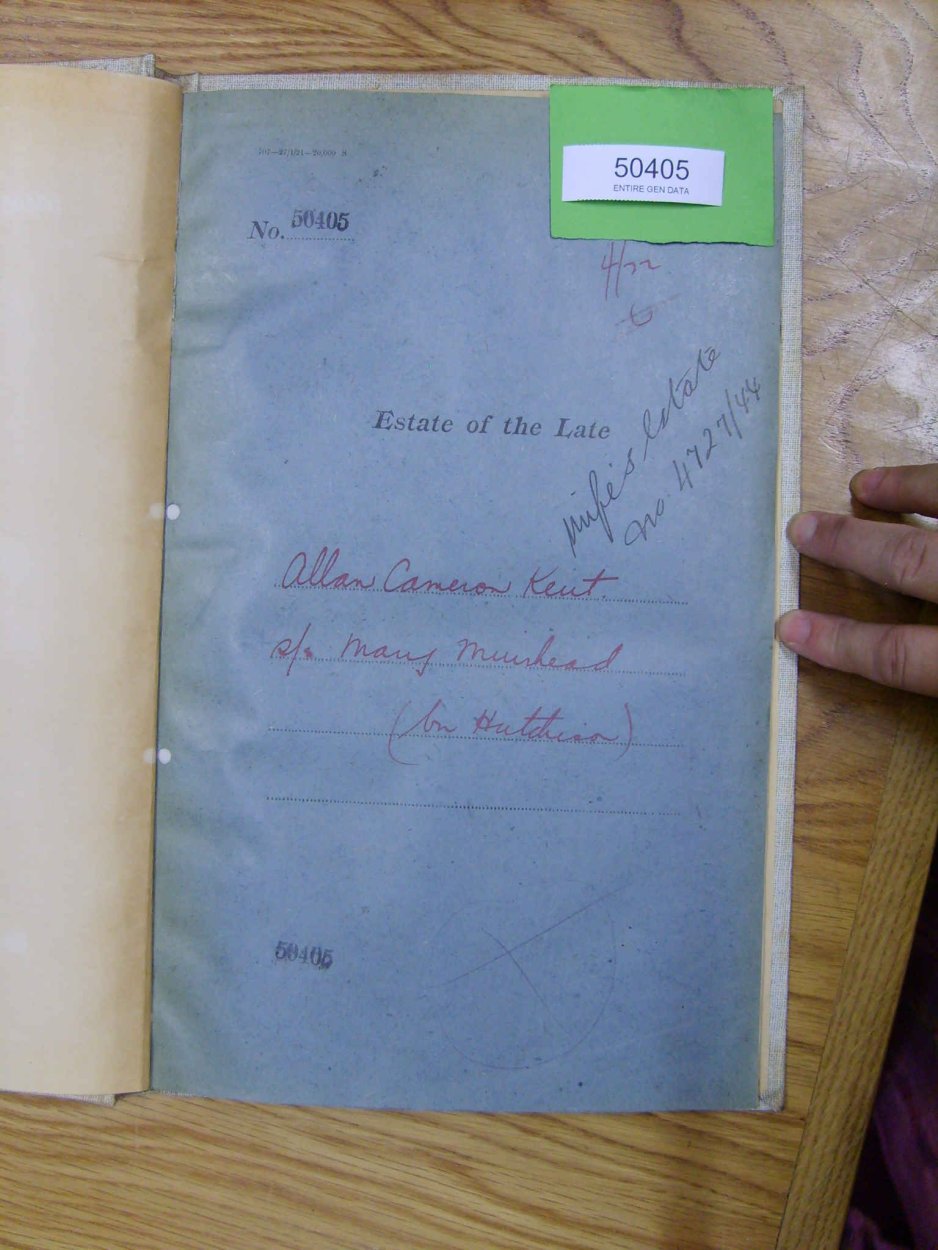 50405
ENTIRE GEN DATA
No. 50405
4/22
Estate of the Late
Wife's Estate
No. 4727/44
Allan Cameron Kent
s/s Mary Muirhead
(bn Hutchison)
50405